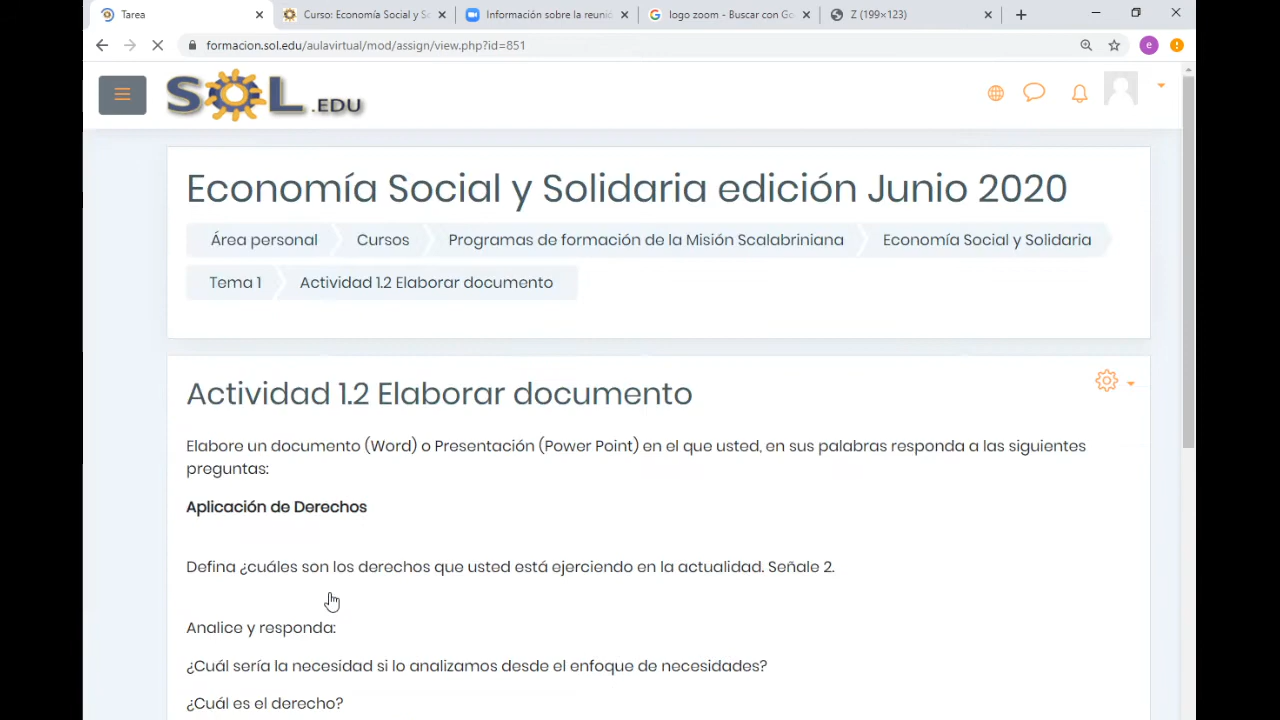 Tarea
Curso: Economía Social y So
Información sobre la reunió
logo zoom - Buscar con Go
Z (199×123)
formacion.sol.edu/aulavirtual/mod/assign/view.php?id=851
e
SOL.EDU
Economía Social y Solidaria edición Junio 2020
Área personal Cursos Programas de formación de la Misión Scalabriniana Economía Social y Solidaria
Tema 1 Actividad 1.2 Elaborar documento
Actividad 1.2 Elaborar documento
Elabore un documento (Word) o Presentación (Power Point) en el que usted, en sus palabras responda a las siguientes
preguntas:
Aplicación de Derechos
Defina ¿cuáles son los derechos que usted está ejerciendo en la actualidad. Señale 2.
Analice y responda:
¿Cuál sería la necesidad si lo analizamos desde el enfoque de necesidades?
¿Cuál es el derecho?